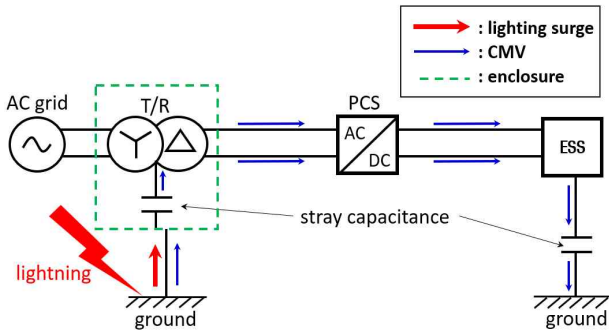 : lighting surge
: CMV
: enclosure
AC grid
T/R
PCS
AC
DC
ESS
stray capacitance
lightning
ground
ground